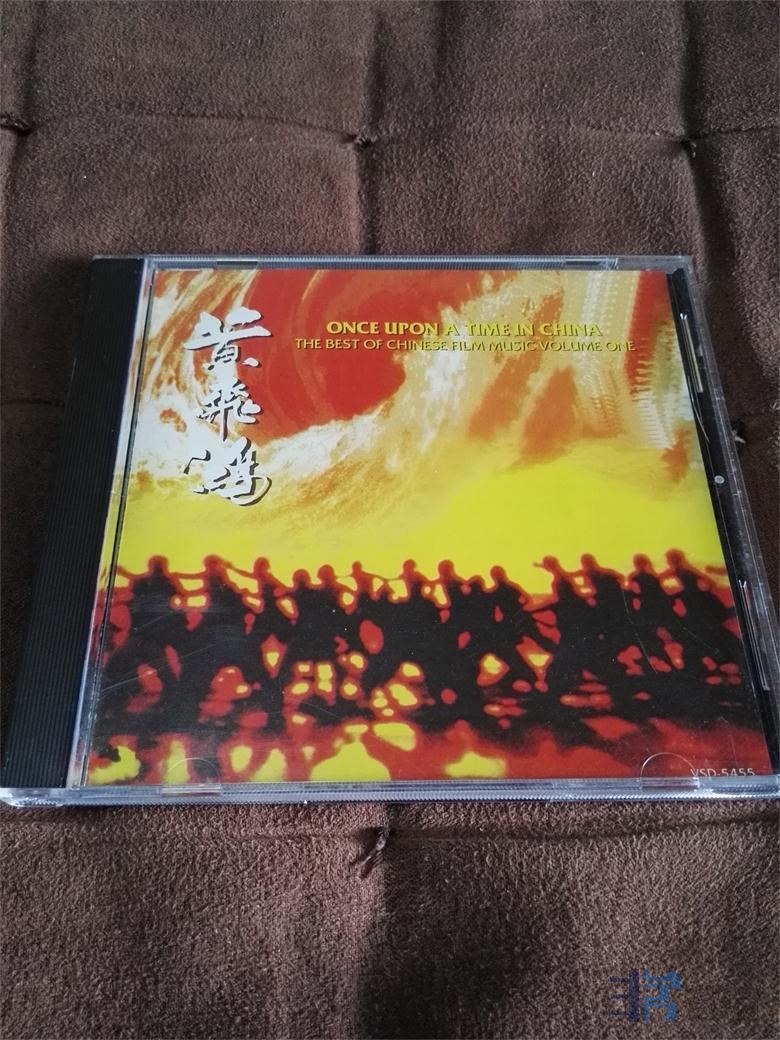 黃飛鴻
ONCE UPON A TIME IN CHINA
THE BEST OF CHINESE FILM MUSIC VOLUME ONE
VSD-5455